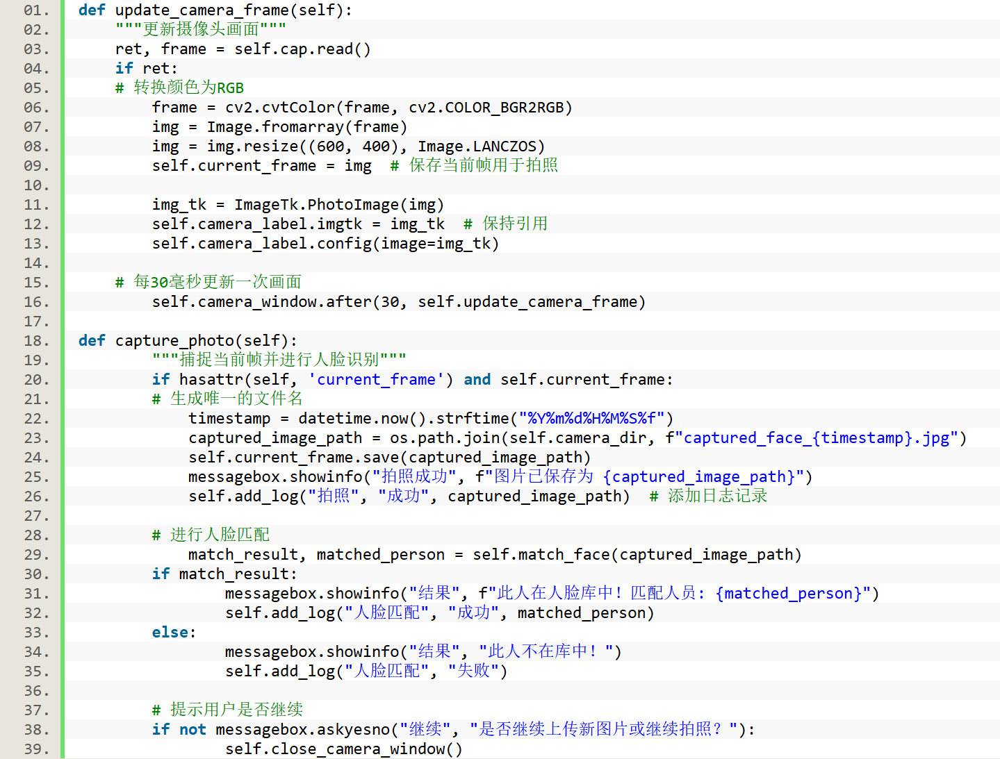 01. def update_camera_frame(self):
02.     """更新摄像头画面"""
03.     ret, frame = self.cap.read()
04.     if ret:
05.     # 转换颜色为RGB
06.         frame = cv2.cvtColor(frame, cv2.COLOR_BGR2RGB)
07.         img = Image.fromarray(frame)
08.         img = img.resize((600, 400), Image.LANCZOS)
09.         self.current_frame = img  # 保存当前帧用于拍照
10.
11.         img_tk = ImageTk.PhotoImage(img)
12.         self.camera_label.imgtk = img_tk  # 保持引用
13.         self.camera_label.config(image=img_tk)
14.
15.     # 每30毫秒更新一次画面
16.         self.camera_window.after(30, self.update_camera_frame)
17.
18. def capture_photo(self):
19.         """捕捉当前帧并进行人脸识别"""
20.         if hasattr(self, 'current_frame') and self.current_frame:
21.         # 生成唯一的文件名
22.             timestamp = datetime.now().strftime("%Y%m%d%H%M%S%f")
23.             captured_image_path = os.path.join(self.camera_dir, f"captured_face_{timestamp}.jpg")
24.             self.current_frame.save(captured_image_path)
25.             messagebox.showinfo("拍照成功", f"图片已保存为 {captured_image_path}")
26.             self.add_log("拍照", "成功", captured_image_path)  # 添加日志记录
27.
28.         # 进行人脸匹配
29.             match_result, matched_person = self.match_face(captured_image_path)
30.         if match_result:
31.                 messagebox.showinfo("结果", f"此人在人脸库中！匹配人员: {matched_person}")
32.                 self.add_log("人脸匹配", "成功", matched_person)
33.         else:
34.                 messagebox.showinfo("结果", "此人不在库中！")
35.                 self.add_log("人脸匹配", "失败")
36.
37.         # 提示用户是否继续
38.         if not messagebox.askyesno("继续", "是否继续上传新图片或继续拍照？"):
39.                 self.close_camera_window()